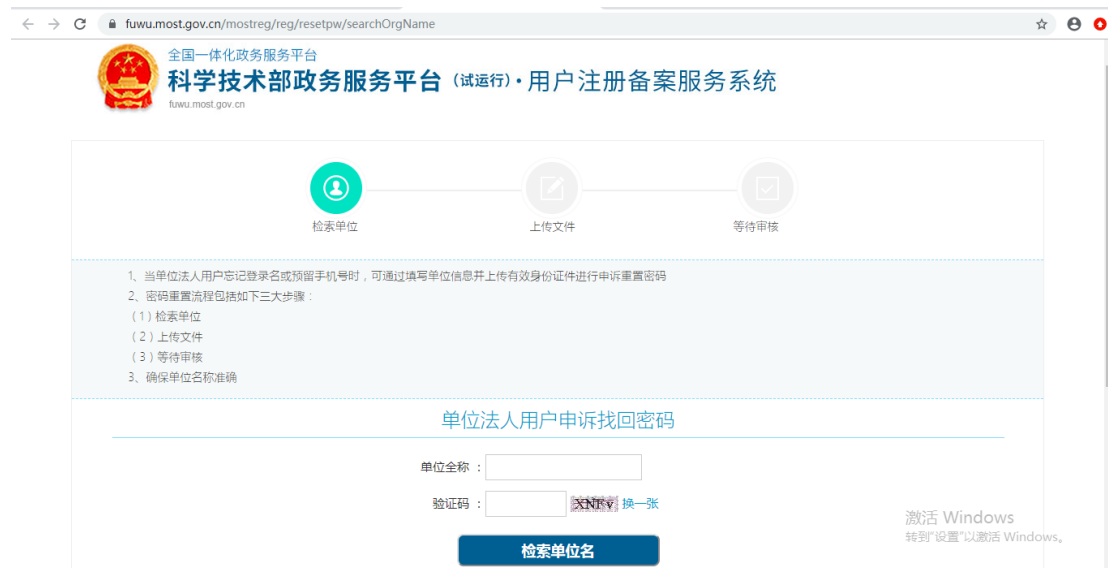 fuwu.most.gov.cn/mostreg/reg/resetpw/searchOrgName
全国一体化政务服务平台
科学技术部政务服务平台（试运行）·用户注册备案服务系统
fuwu.most.gov.cn
检索单位 上传文件 等待审核
1、当单位法人用户忘记登录名或预留手机号时，可通过填写单位信息并上传有效身份证件进行申诉重置密码
2、密码重置流程包括如下三大步骤：
（1）检索单位
（2）上传文件
（3）等待审核
3、确保单位名称准确
单位法人用户申诉找回密码
单位全称 ：
验证码 ： XNFv 换一张
检索单位名
激活 Windows
转到"设置"以激活 Windows。